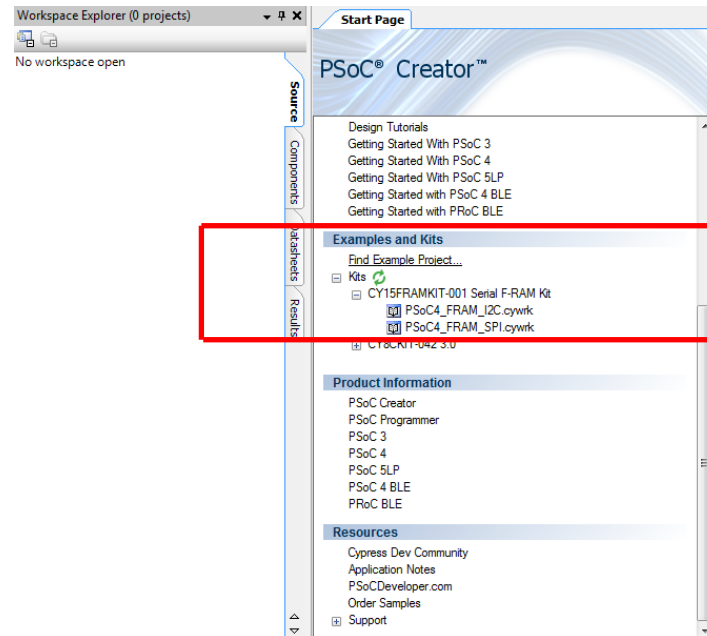 Workspace Explorer (0 projects)
No workspace open
Source
Components
Datasheets
Results
Start Page
PSoC® Creator™
Design Tutorials
Getting Started With PSoC 3
Getting Started With PSoC 4
Getting Started With PSoC 5LP
Getting Started with PSoC 4 BLE
Getting Started with PRoC BLE
Examples and Kits
Find Example Project...
Kits
CY15FRAMKIT-001 Serial F-RAM Kit
PSoC4_FRAM_I2C.cywrk
PSoC4_FRAM_SPI.cywrk
CY8CKIT-042 3.0
Product Information
PSoC Creator
PSoC Programmer
PSoC 3
PSoC 4
PSoC 5LP
PSoC 4 BLE
PRoC BLE
Resources
Cypress Dev Community
Application Notes
PSoCDeveloper.com
Order Samples
Support